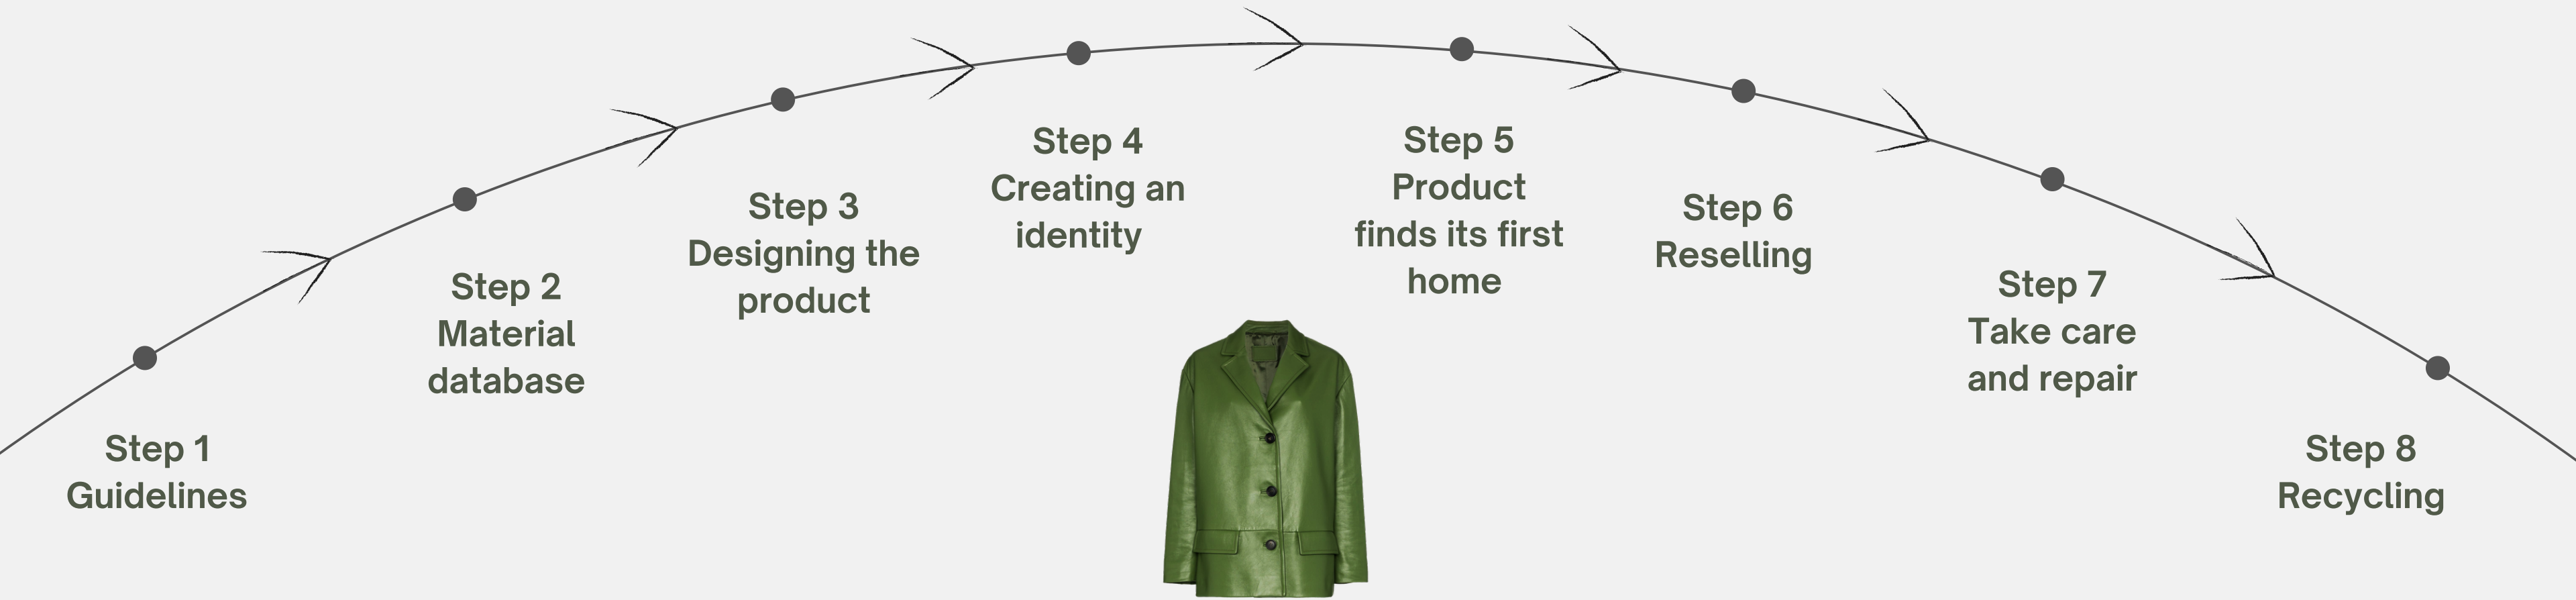 Step 1
Guidelines
Step 2
Material
database
Step 3
Designing the
product
Step 4
Creating an
identity
Step 5
Product
finds its first
home
Step 6
Reselling
Step 7
Take care
and repair
Step 8
Recycling